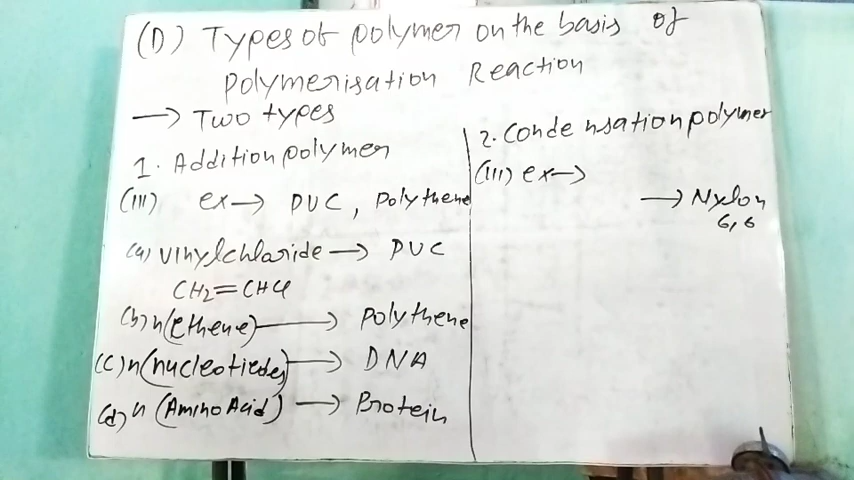 (D) Types of polymer on the basis of
Polymerisation Reaction
→ Two types
1. Addition polymer
(III) ex → PVC, Polythene
(a) Vinylchloride → PVC
CH2=CHCl
(b) n(ethene) → Polythene
(c) n(nucleotides) → DNA
(d) n (Amino Acid) → Protein
2. Condensation polymer
(III) ex →
→ Nylon
6,6